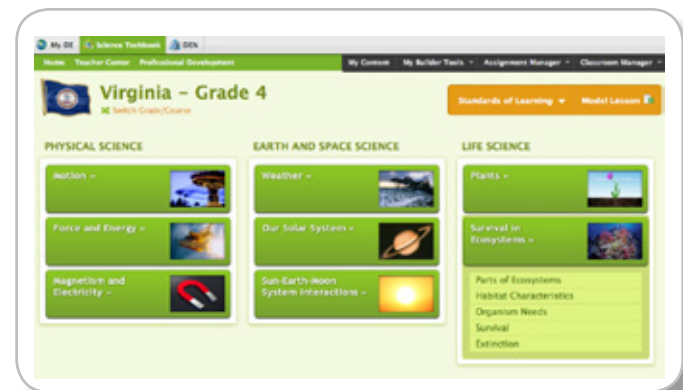 My DE Science Techbook DEN
Home Teacher Center Professional Development My Content My Builder Tools Assignment Manager Classroom Manager
Virginia – Grade 4
Switch Grade/Course
Standards of Learning Model Lesson
PHYSICAL SCIENCE
Motion
Force and Energy
Magnetism and
Electricity
EARTH AND SPACE SCIENCE
Weather
Our Solar System
Sun-Earth-Moon
System Interactions
LIFE SCIENCE
Plants
Survival in
Ecosystems
Parts of Ecosystems
Habitat Characteristics
Organism Needs
Survival
Extinction